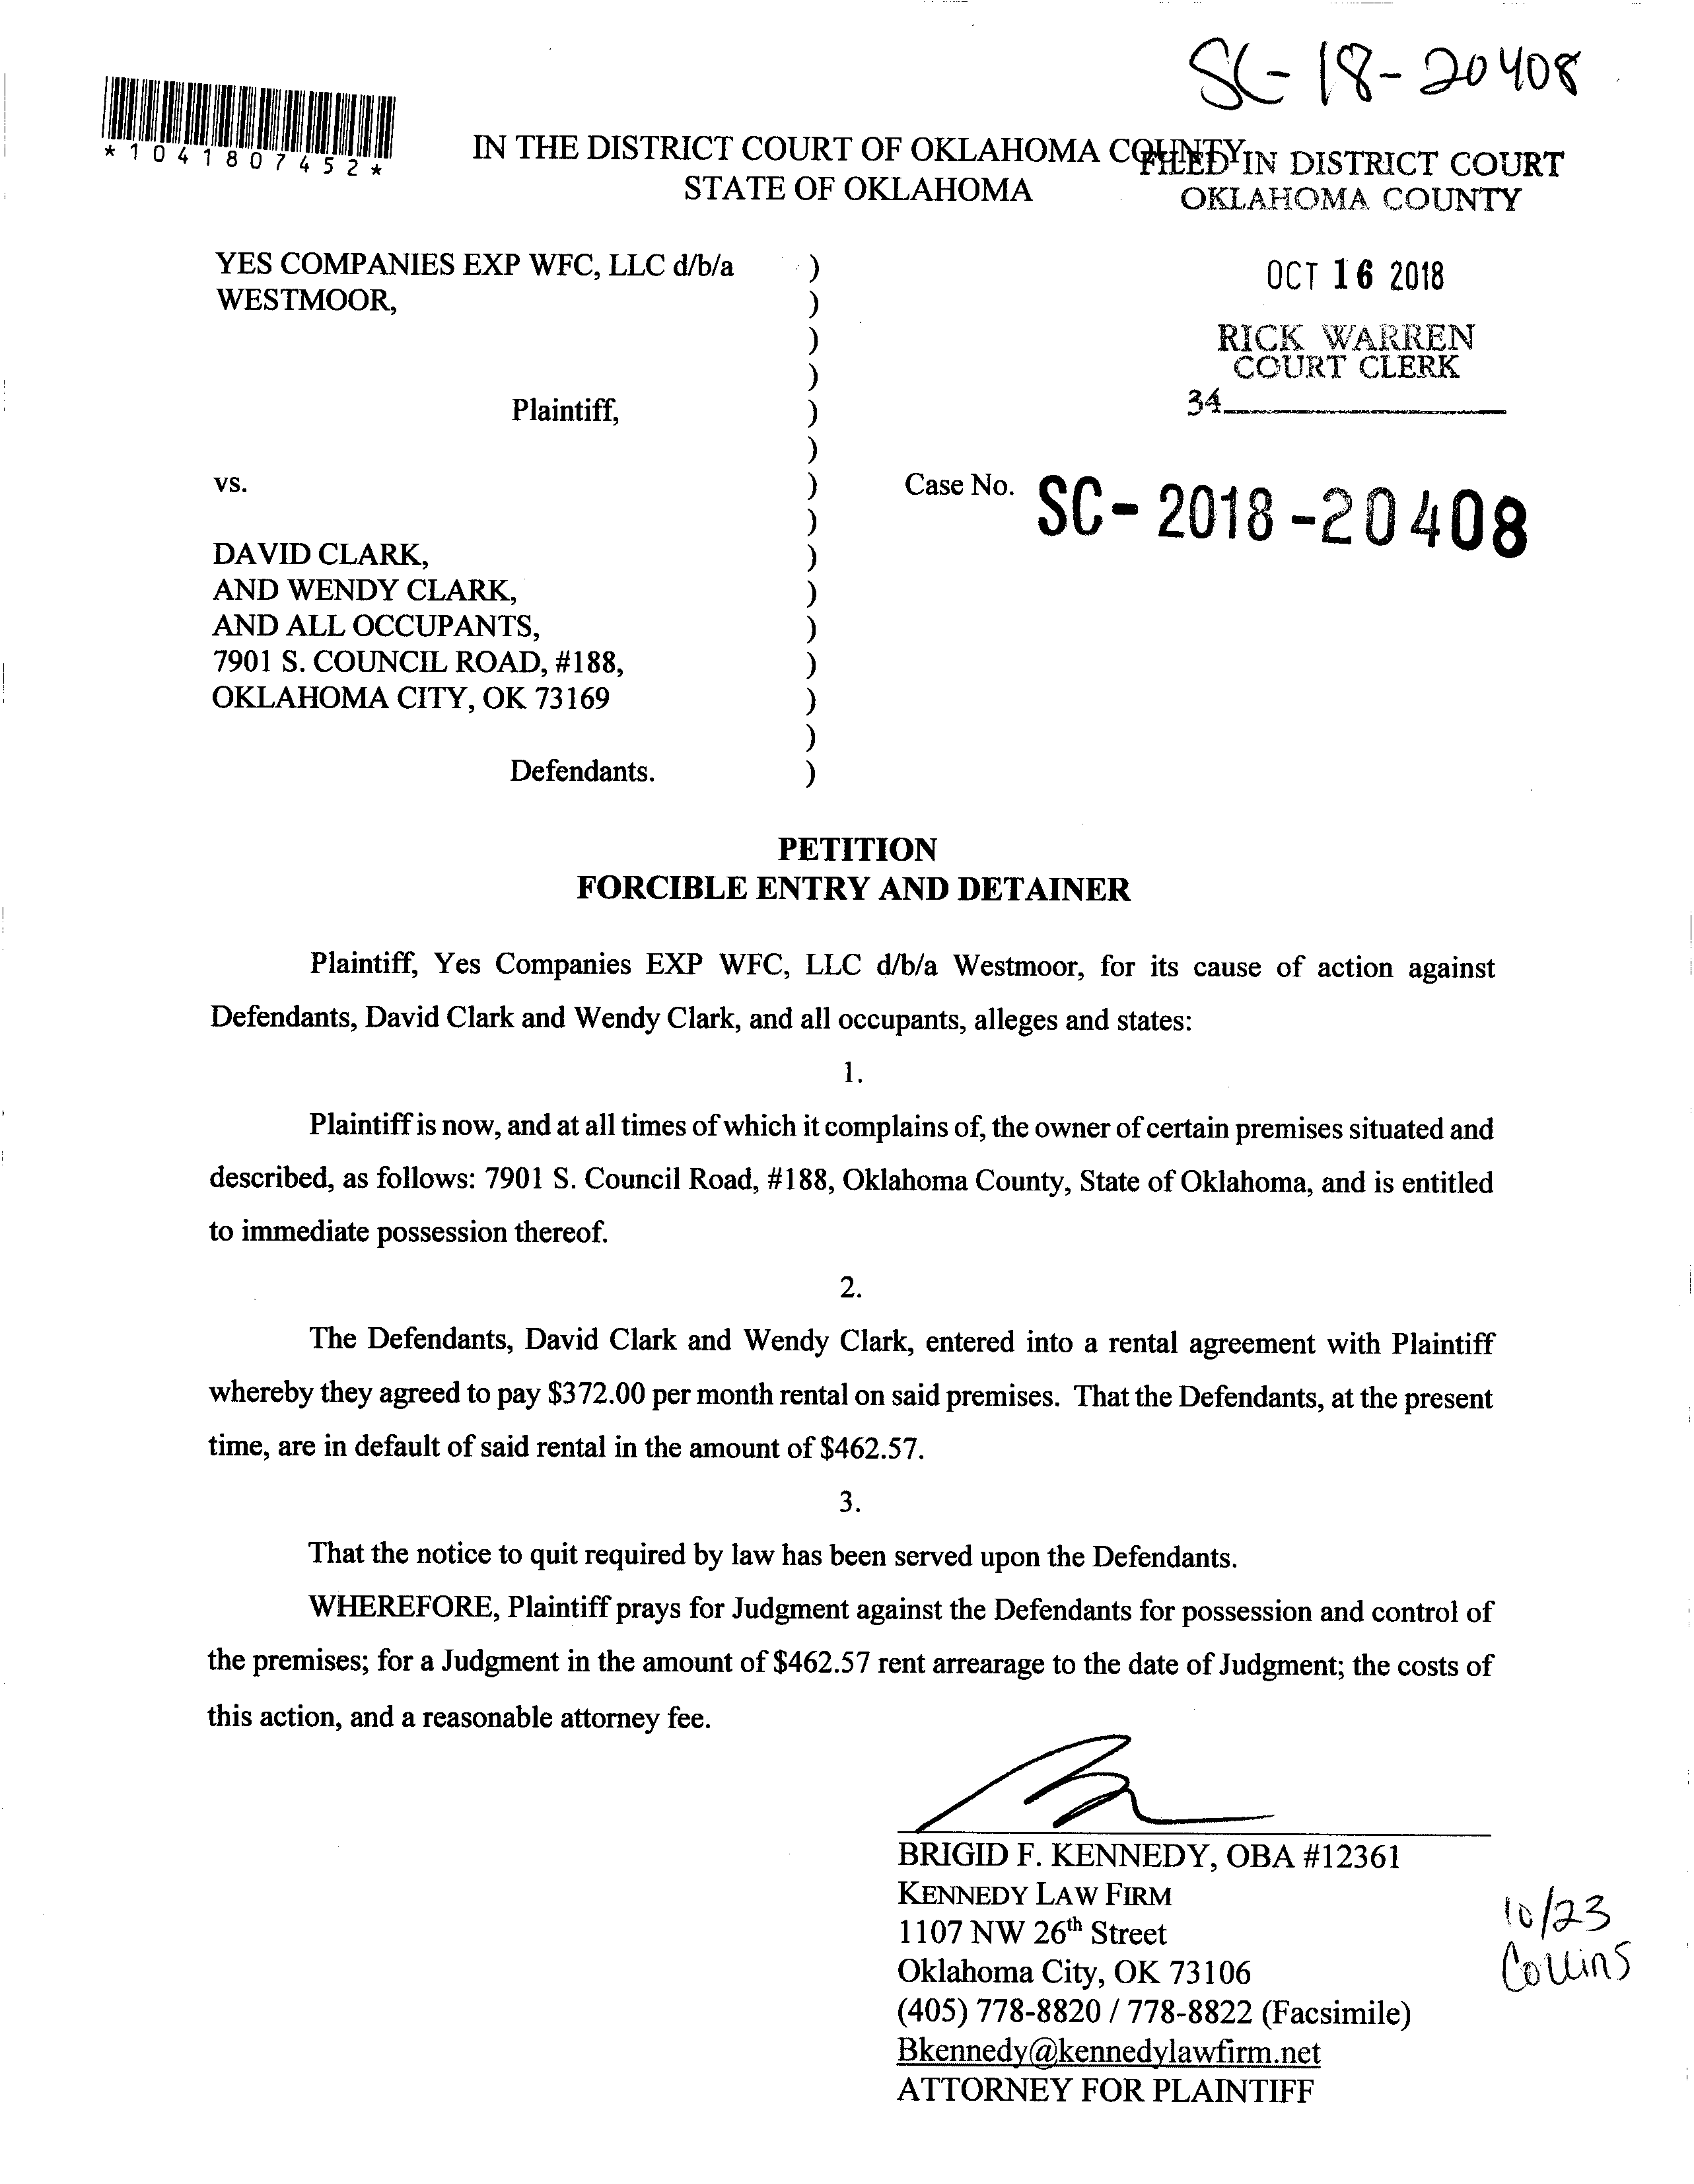 SC-18-20408
*1041807452*
IN THE DISTRICT COURT OF OKLAHOMA COUNTY
STATE OF OKLAHOMA
FILED IN DISTRICT COURT
OKLAHOMA COUNTY
OCT 16 2018
RICK WARREN
COURT CLERK
34
YES COMPANIES EXP WFC, LLC d/b/a )
WESTMOOR, )
)
)
Plaintiff, )
)
vs. ) Case No. SC-2018-20408
)
DAVID CLARK, )
AND WENDY CLARK, )
AND ALL OCCUPANTS, )
7901 S. COUNCIL ROAD, #188, )
OKLAHOMA CITY, OK 73169 )
)
Defendants. )
PETITION
FORCIBLE ENTRY AND DETAINER
Plaintiff, Yes Companies EXP WFC, LLC d/b/a Westmoor, for its cause of action against
Defendants, David Clark and Wendy Clark, and all occupants, alleges and states:
1.
Plaintiff is now, and at all times of which it complains of, the owner of certain premises situated and
described, as follows: 7901 S. Council Road, #188, Oklahoma County, State of Oklahoma, and is entitled
to immediate possession thereof.
2.
The Defendants, David Clark and Wendy Clark, entered into a rental agreement with Plaintiff
whereby they agreed to pay $372.00 per month rental on said premises. That the Defendants, at the present
time, are in default of said rental in the amount of $462.57.
3.
That the notice to quit required by law has been served upon the Defendants.
WHEREFORE, Plaintiff prays for Judgment against the Defendants for possession and control of
the premises; for a Judgment in the amount of $462.57 rent arrearage to the date of Judgment; the costs of
this action, and a reasonable attorney fee.
BRIGID F. KENNEDY, OBA #12361
KENNEDY LAW FIRM
1107 NW 26th Street
Oklahoma City, OK 73106
(405) 778-8820 / 778-8822 (Facsimile)
Bkennedy@kennedylawfirm.net
ATTORNEY FOR PLAINTIFF
10/23
Collins